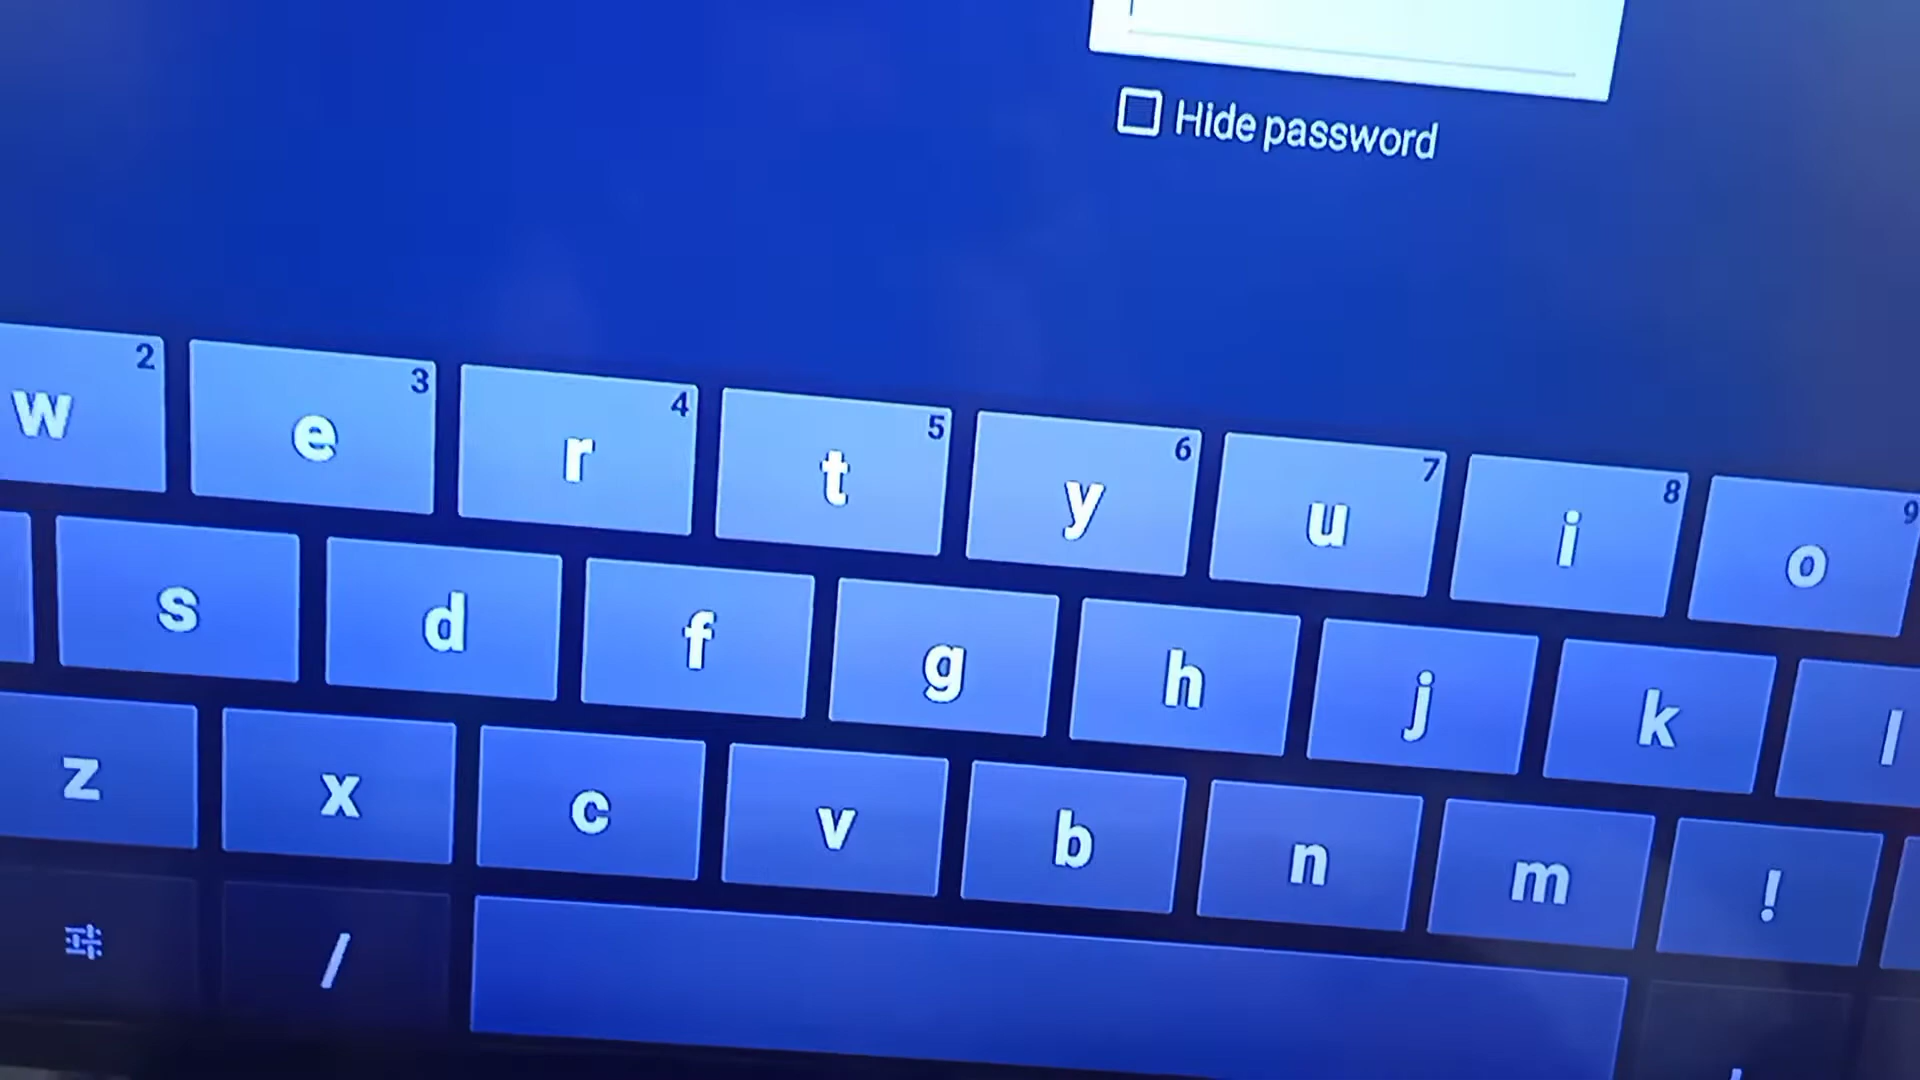 Hide password
2 3 4 5 6 7 8 9
w e r t y u i o
s d f g h j k l
z x c v b n m !
/